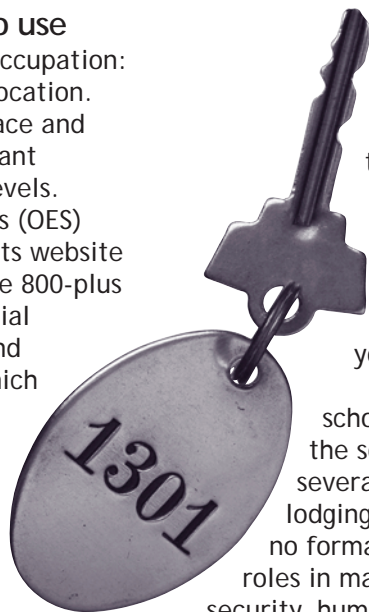 o use
ccupation:
ocation.
ace and
ant
evels.
s (OES)
ts website
e 800-plus
ial
nd
hich
1301
t
ye
scho
the se
severa
lodging
no forma
roles in ma
security, hum